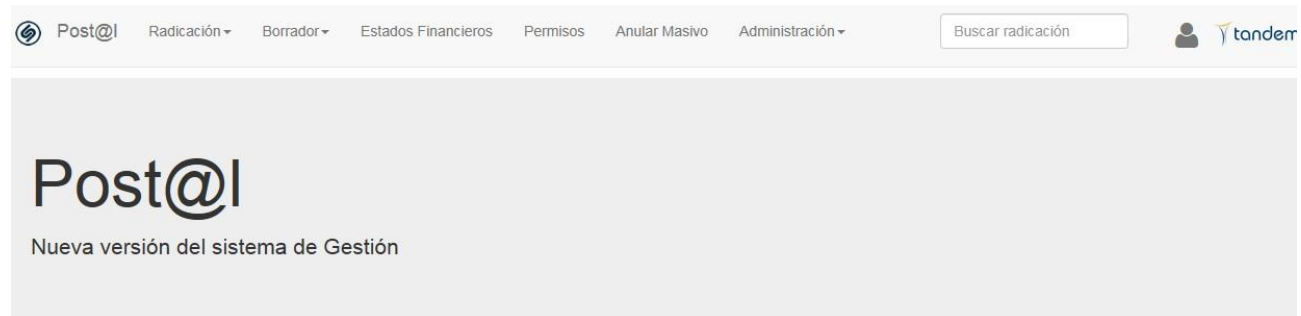 Post@l Radicación Borrador Estados Financieros Permisos Anular Masivo Administración Buscar radicación tandem
Post@l
Nueva versión del sistema de Gestión